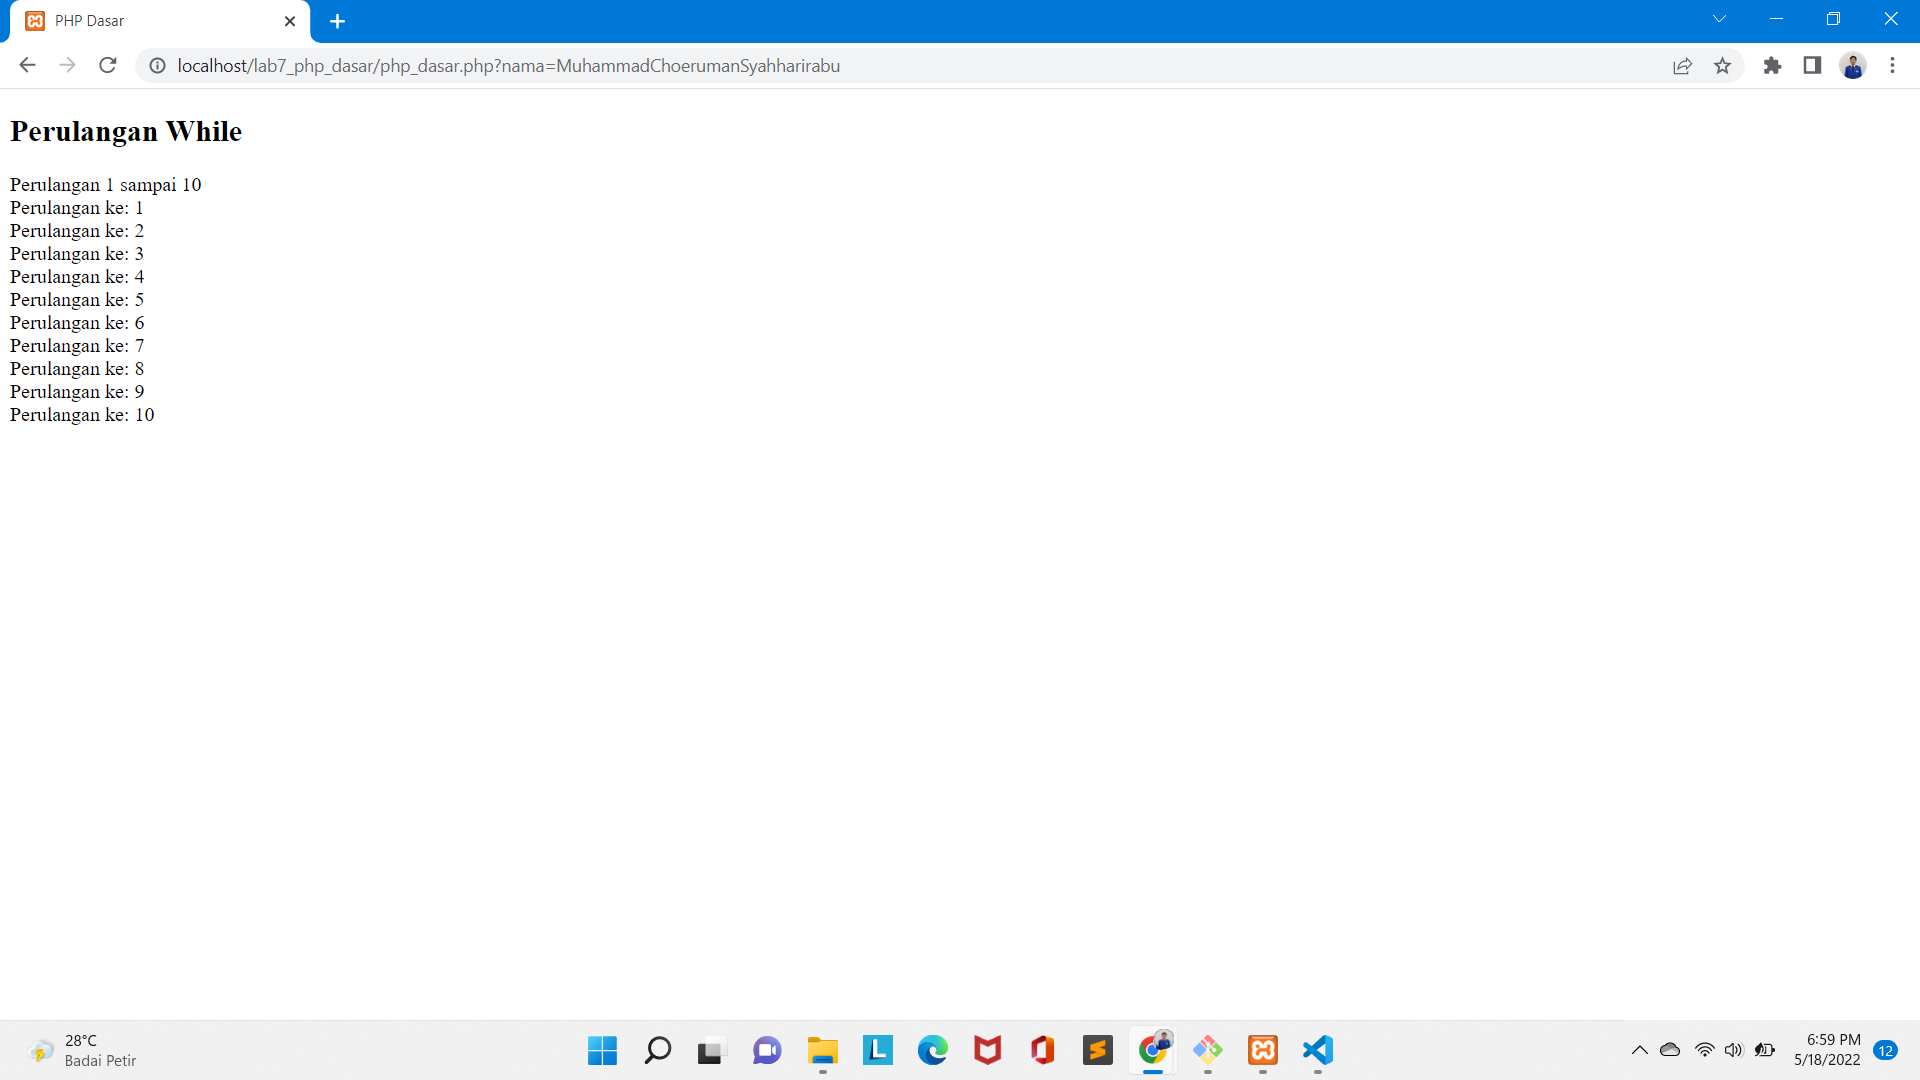 PHP Dasar
localhost/lab7_php_dasar/php_dasar.php?nama=MuhammadChoerumanSyahharirabu
Perulangan While
Perulangan 1 sampai 10
Perulangan ke: 1
Perulangan ke: 2
Perulangan ke: 3
Perulangan ke: 4
Perulangan ke: 5
Perulangan ke: 6
Perulangan ke: 7
Perulangan ke: 8
Perulangan ke: 9
Perulangan ke: 10
28°C
Badai Petir
L
6:59 PM
5/18/2022
12